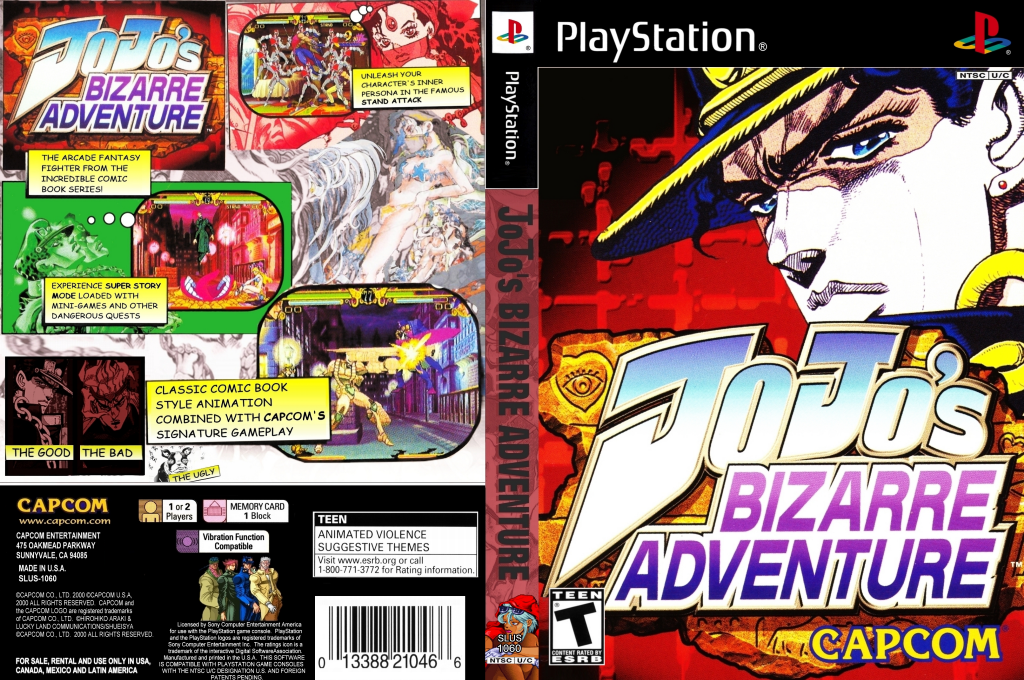 JoJo's
BIZARRE
ADVENTURE™
UNLEASH YOUR
CHARACTER'S INNER
PERSONA IN THE FAMOUS
STAND ATTACK
THE ARCADE FANTASY
FIGHTER FROM THE
INCREDIBLE COMIC
BOOK SERIES!
EXPERIENCE SUPER STORY
MODE LOADED WITH
MINI-GAMES AND OTHER
DANGEROUS QUESTS
CLASSIC COMIC BOOK
STYLE ANIMATION
COMBINED WITH CAPCOM'S
SIGNATURE GAMEPLAY
THE GOOD
THE BAD
THE UGLY
CAPCOM
www.capcom.com
CAPCOM ENTERTAINMENT
475 OAKMEAD PARKWAY
SUNNYVALE, CA 94085
MADE IN U.S.A.
SLUS-1060
©CAPCOM CO., LTD. 2000 ©CAPCOM U.S.A,
2000 ALL RIGHTS RESERVED. CAPCOM and
the CAPCOM LOGO are registered trademarks
of CAPCOM CO., LTD. ©HIROHIKO ARAKI &
LUCKY LAND COMMUNICATIONS/SHUEISYA
©CAPCOM CO., LTD. 2000 ALL RIGHTS RESERVED.
FOR SALE, RENTAL AND USE ONLY IN USA,
CANADA, MEXICO AND LATIN AMERICA
1 or 2
Players
MEMORY CARD
1 Block
Vibration Function
Compatible
Licensed by Sony Computer Entertainment America
for use with the PlayStation game console. PlayStation
and the PlayStation logos are registered trademarks of
Sony Computer Entertainment Inc. The ratings icon is a
trademark of the Interactive Digital SoftwareAssociation.
Manufactured and printed in the U.S.A. THIS SOFTWARE
IS COMPATIBLE WITH PLAYSTATION GAME CONSOLES
WITH THE NTSC U/C DESIGNATION U.S. AND FOREIGN
PATENTS PENDING.
TEEN
ANIMATED VIOLENCE
SUGGESTIVE THEMES
Visit www.esrb.org or call
1-800-771-3772 for Rating information.
0 13388 21046 6
PlayStation®
JoJo's BIZARRE ADVENTURE
SLUS
1060
NTSC U/C
PlayStation®
NTSC U/C
JoJo's
BIZARRE
ADVENTURE™
TEEN
T
CONTENT RATED BY
ESRB
CAPCOM